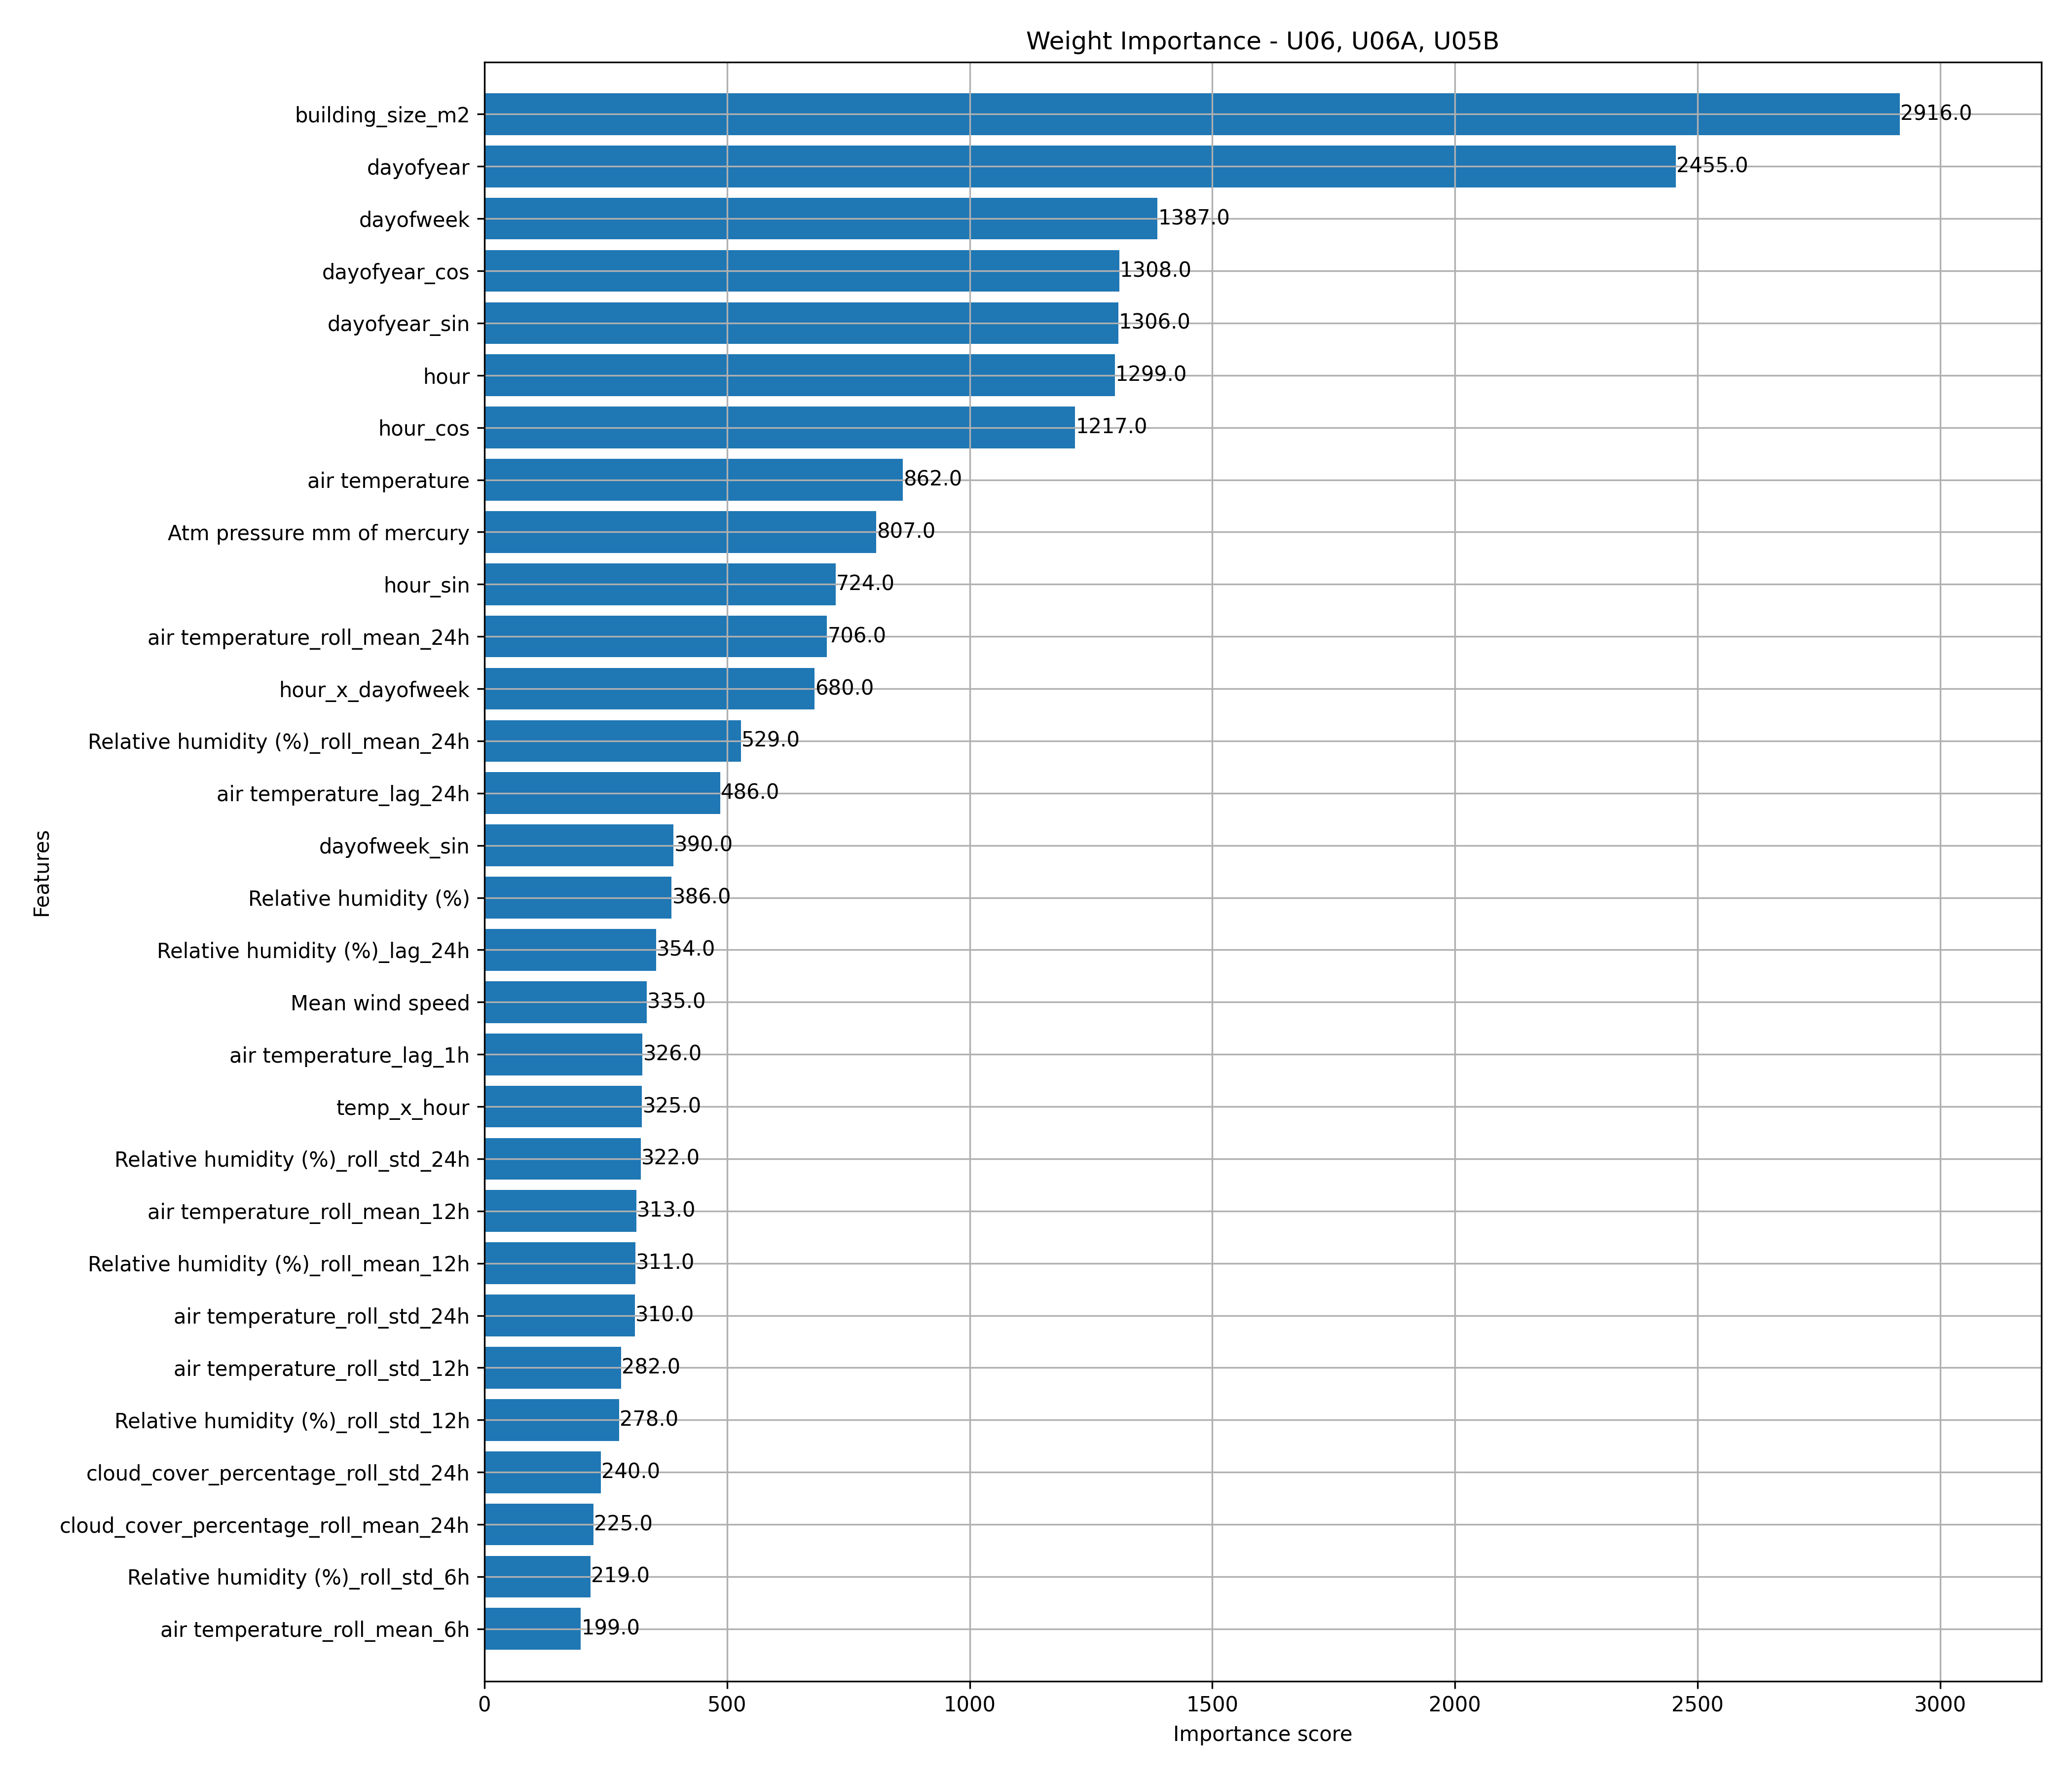 Weight Importance - U06, U06A, U05B
building_size_m2 2916.0
dayofyear 2455.0
dayofweek 1387.0
dayofyear_cos 1308.0
dayofyear_sin 1306.0
hour 1299.0
hour_cos 1217.0
air temperature 862.0
Atm pressure mm of mercury 807.0
hour_sin 724.0
air temperature_roll_mean_24h 706.0
hour_x_dayofweek 680.0
Relative humidity (%)_roll_mean_24h 529.0
air temperature_lag_24h 486.0
dayofweek_sin 390.0
Relative humidity (%) 386.0
Relative humidity (%)_lag_24h 354.0
Mean wind speed 335.0
air temperature_lag_1h 326.0
temp_x_hour 325.0
Relative humidity (%)_roll_std_24h 322.0
air temperature_roll_mean_12h 313.0
Relative humidity (%)_roll_mean_12h 311.0
air temperature_roll_std_24h 310.0
air temperature_roll_std_12h 282.0
Relative humidity (%)_roll_std_12h 278.0
cloud_cover_percentage_roll_std_24h 240.0
cloud_cover_percentage_roll_mean_24h 225.0
Relative humidity (%)_roll_std_6h 219.0
air temperature_roll_mean_6h 199.0
Features
0 500 1000 1500 2000 2500 3000
Importance score